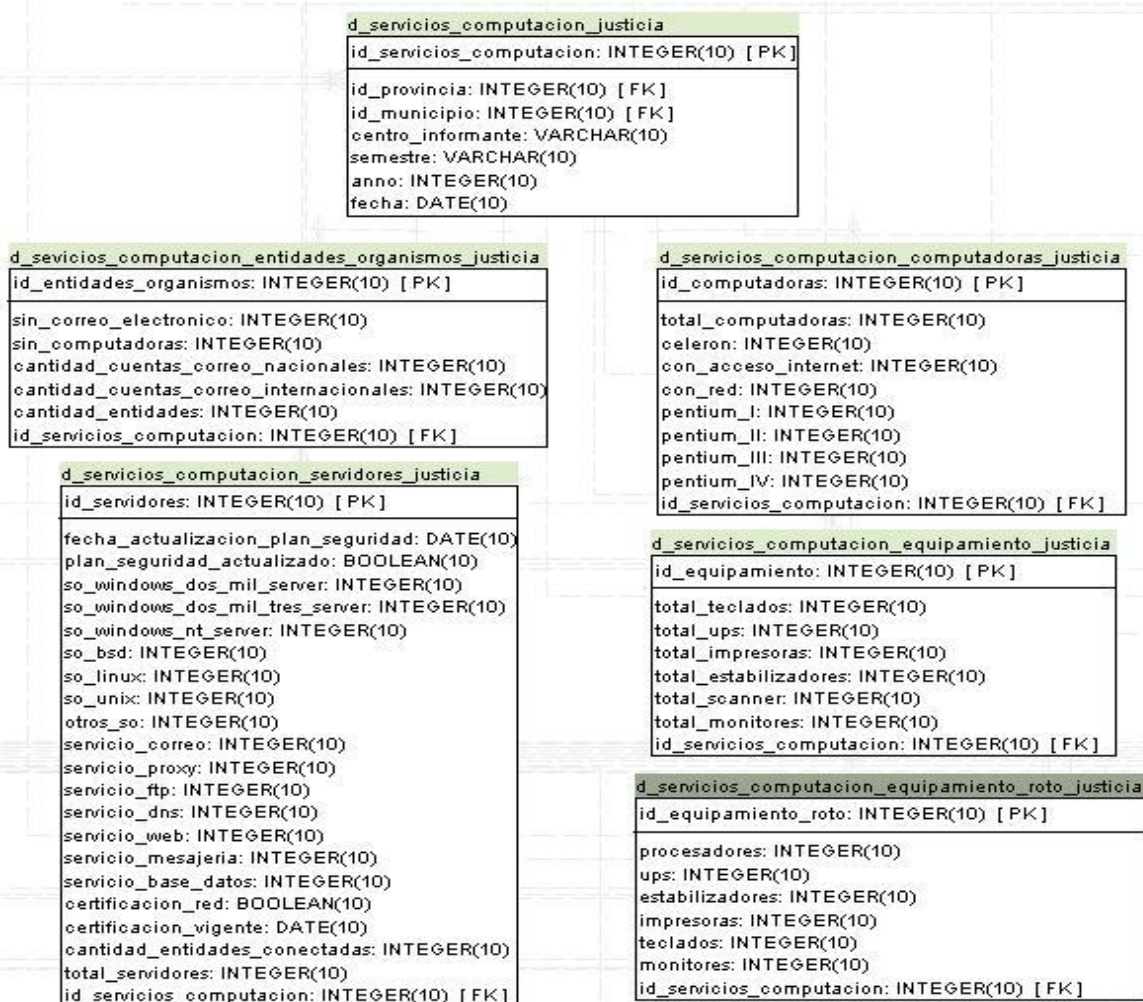 d_servicios_computacion_justicia
id_servicios_computacion: INTEGER(10) [ PK ]
id_provincia: INTEGER(10) [ FK ]
id_municipio: INTEGER(10) [ FK ]
centro_informante: VARCHAR(10)
semestre: VARCHAR(10)
anno: INTEGER(10)
fecha: DATE(10)
d_sevicios_computacion_entidades_organismos_justicia
id_entidades_organismos: INTEGER(10) [ PK ]
sin_correo_electronico: INTEGER(10)
sin_computadoras: INTEGER(10)
cantidad_cuentas_correo_nacionales: INTEGER(10)
cantidad_cuentas_correo_internacionales: INTEGER(10)
cantidad_entidades: INTEGER(10)
id_servicios_computacion: INTEGER(10) [ FK ]
d_servicios_computacion_computadoras_justicia
id_computadoras: INTEGER(10) [ PK ]
total_computadoras: INTEGER(10)
celeron: INTEGER(10)
con_acceso_internet: INTEGER(10)
con_red: INTEGER(10)
pentium_I: INTEGER(10)
pentium_II: INTEGER(10)
pentium_III: INTEGER(10)
pentium_IV: INTEGER(10)
id_servicios_computacion: INTEGER(10) [ FK ]
d_servicios_computacion_servidores_justicia
id_servidores: INTEGER(10) [ PK ]
fecha_actualizacion_plan_seguridad: DATE(10)
plan_seguridad_actualizado: BOOLEAN(10)
so_windows_dos_mil_server: INTEGER(10)
so_windows_dos_mil_tres_server: INTEGER(10)
so_windows_nt_server: INTEGER(10)
so_bsd: INTEGER(10)
so_linux: INTEGER(10)
so_unix: INTEGER(10)
otros_so: INTEGER(10)
servicio_correo: INTEGER(10)
servicio_proxy: INTEGER(10)
servicio_ftp: INTEGER(10)
servicio_dns: INTEGER(10)
servicio_web: INTEGER(10)
servicio_mesajeria: INTEGER(10)
servicio_base_datos: INTEGER(10)
certificacion_red: BOOLEAN(10)
certificacion_vigente: DATE(10)
cantidad_entidades_conectadas: INTEGER(10)
total_servidores: INTEGER(10)
id_servicios_computacion: INTEGER(10) [ FK ]
d_servicios_computacion_equipamiento_justicia
id_equipamiento: INTEGER(10) [ PK ]
total_teclados: INTEGER(10)
total_ups: INTEGER(10)
total_impresoras: INTEGER(10)
total_estabilizadores: INTEGER(10)
total_scanner: INTEGER(10)
total_monitores: INTEGER(10)
id_servicios_computacion: INTEGER(10) [ FK ]
d_servicios_computacion_equipamiento_roto_justicia
id_equipamiento_roto: INTEGER(10) [ PK ]
procesadores: INTEGER(10)
ups: INTEGER(10)
estabilizadores: INTEGER(10)
impresoras: INTEGER(10)
teclados: INTEGER(10)
monitores: INTEGER(10)
id_servicios_computacion: INTEGER(10) [ FK ]